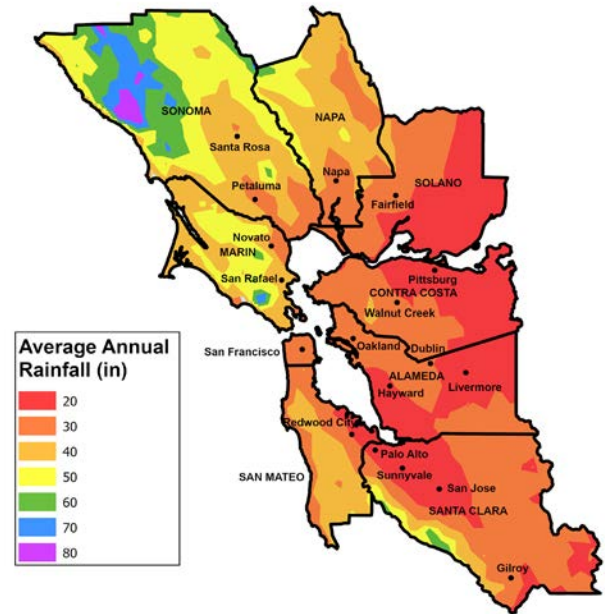 SONOMA
NAPA
Santa Rosa
Napa
SOLANO
Petaluma
Fairfield
Novato
MARIN
San Rafael
Pittsburg
CONTRA COSTA
Walnut Creek
Average Annual
Rainfall (in)
20
30
40
50
60
70
80
San Francisco
Oakland
Dublin
ALAMEDA
Livermore
Hayward
Redwood City
Palo Alto
Sunnyvale
SAN MATEO
San Jose
SANTA CLARA
Gilroy